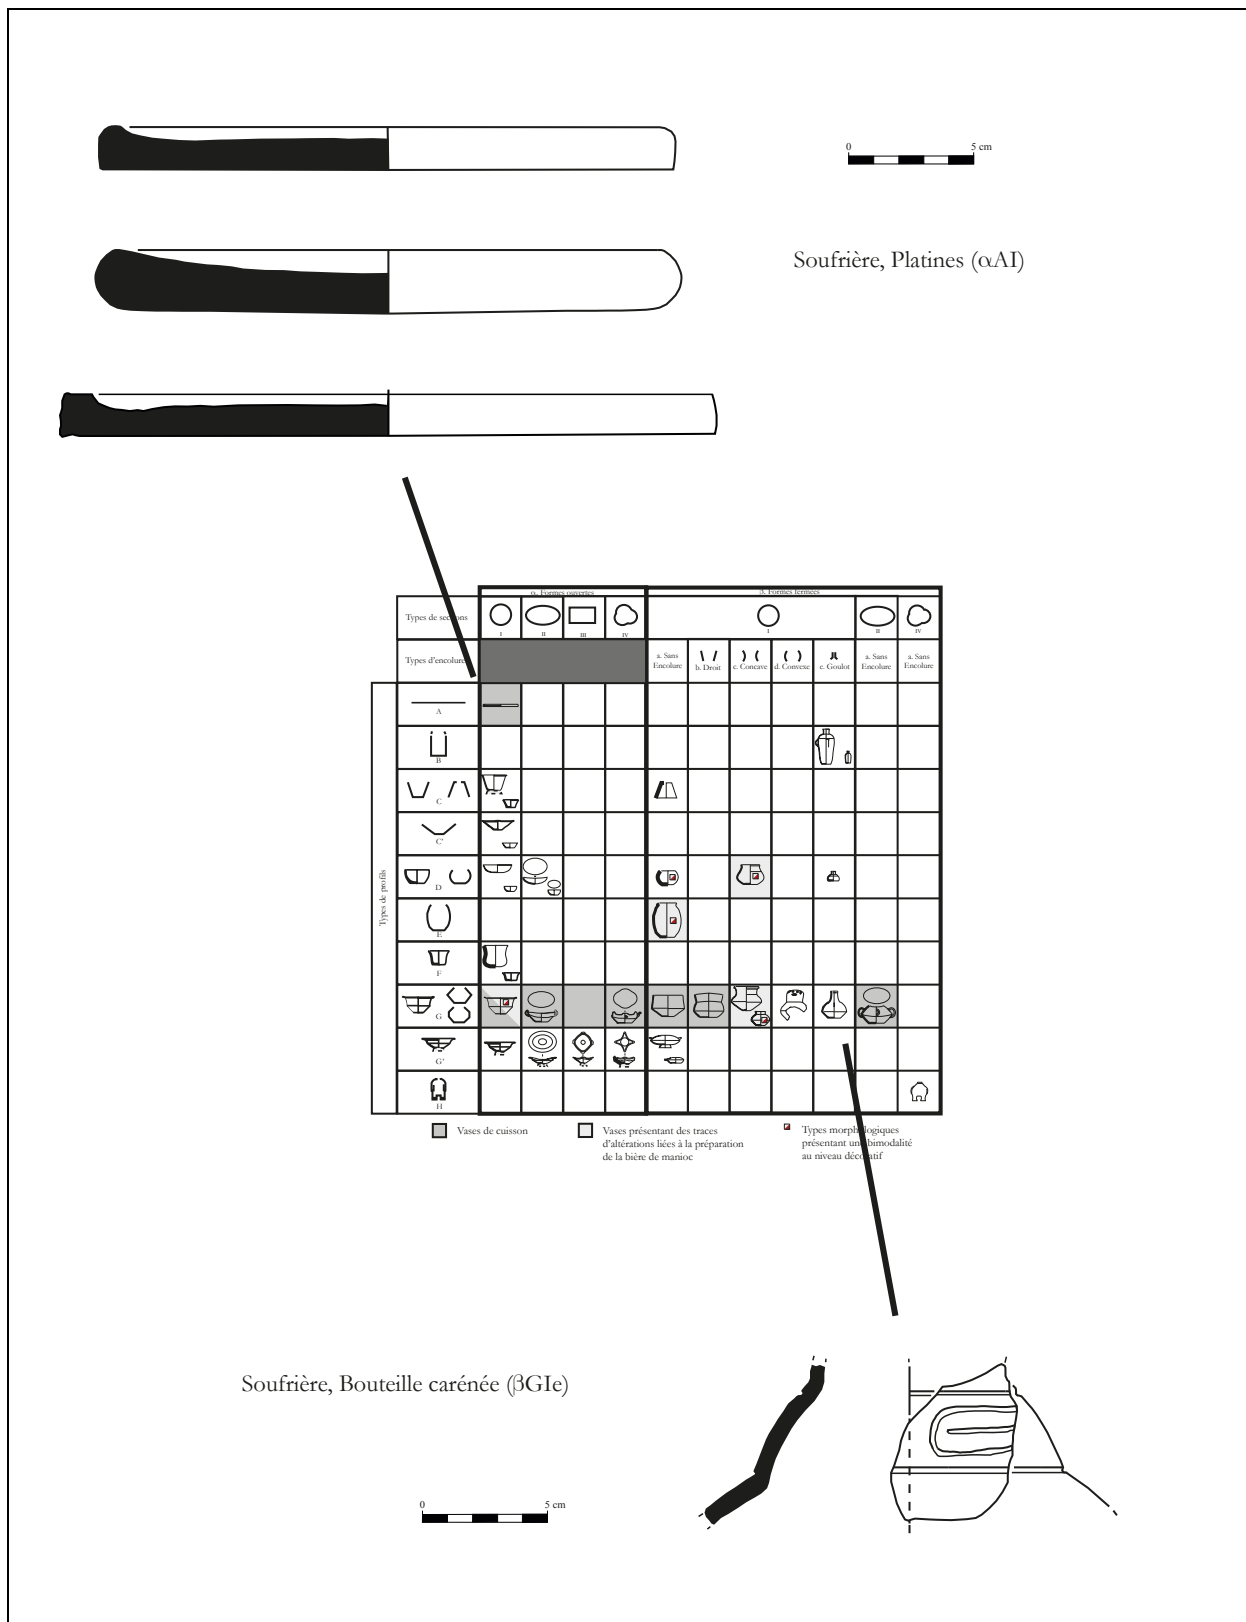 0 5 cm
Soufrière, Platines (αAI)
α. Formes ouvertes
β. Formes fermées
Types de sections
I
II
III
IV
I
II
IV
Types d'encolure
a. Sans
Encolure
b. Droit
c. Concave
d. Convexe
e. Goulot
a. Sans
Encolure
a. Sans
Encolure
Types de profils
A
B
C
C'
D
E
F
G
G'
H
Vases de cuisson
Vases présentant des traces
d'altérations liées à la préparation
de la bière de manioc
Types morphologiques
présentant une bimodalité
au niveau décoratif
Soufrière, Bouteille carénée (βGIe)
0 5 cm